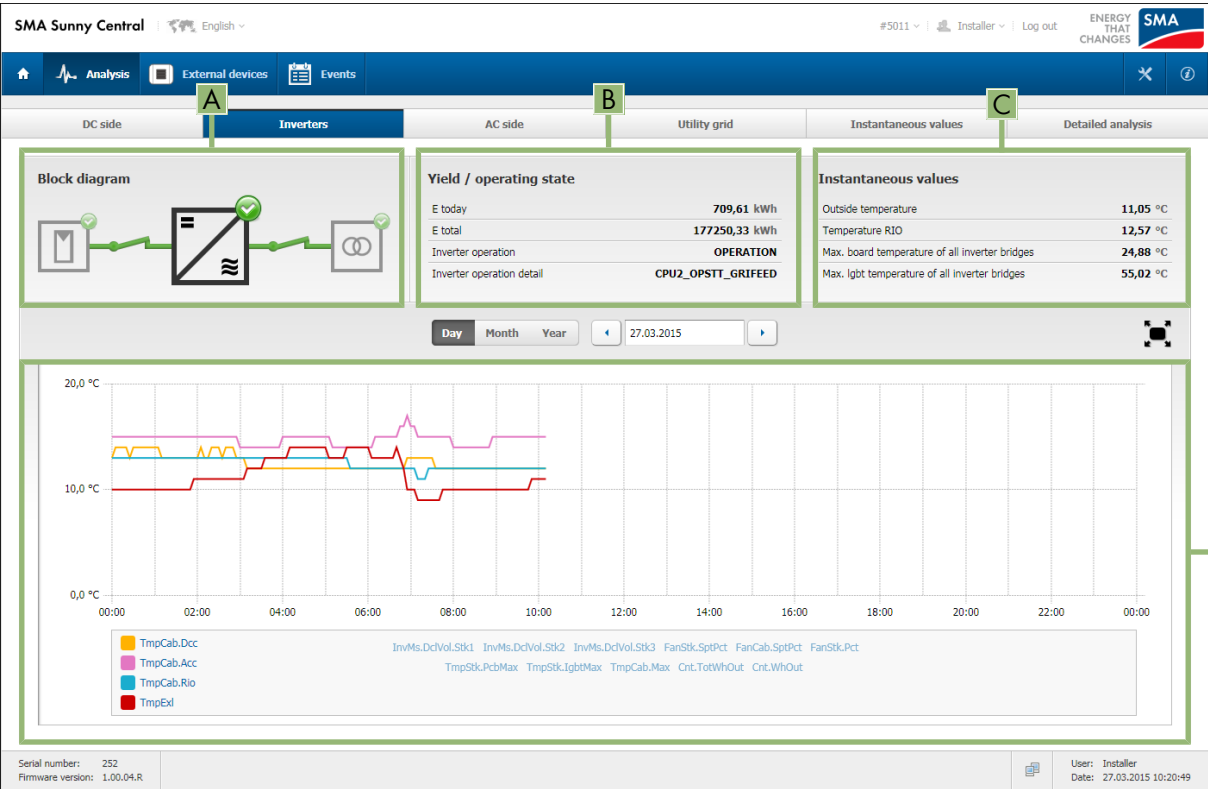 SMA Sunny Central English #5011 Installer Log out ENERGY THAT CHANGES SMA
Analysis External devices Events
A B C
DC side Inverters AC side Utility grid Instantaneous values Detailed analysis
Block diagram
Yield / operating state
E today 709,61 kWh
E total 177250,33 kWh
Inverter operation OPERATION
Inverter operation detail CPU2_OPSTT_GRIFEED
Instantaneous values
Outside temperature 11,05 °C
Temperature RIO 12,57 °C
Max. board temperature of all inverter bridges 24,88 °C
Max. Igbt temperature of all inverter bridges 55,02 °C
Day Month Year 27.03.2015
20,0 °C
10,0 °C
0,0 °C
00:00 02:00 04:00 06:00 08:00 10:00 12:00 14:00 16:00 18:00 20:00 22:00 00:00
TmpCab.Dcc
TmpCab.Acc
TmpCab.Rio
TmpExl
InvMs.DclVol.Stk1 InvMs.DclVol.Stk2 InvMs.DclVol.Stk3 FanStk.SptPct FanCab.SptPct FanStk.Pct
TmpStk.PcbMax TmpStk.IgbtMax TmpCab.Max Cnt.TotWhOut Cnt.WhOut
Serial number: 252
Firmware version: 1.00.04.R
User: Installer
Date: 27.03.2015 10:20:49